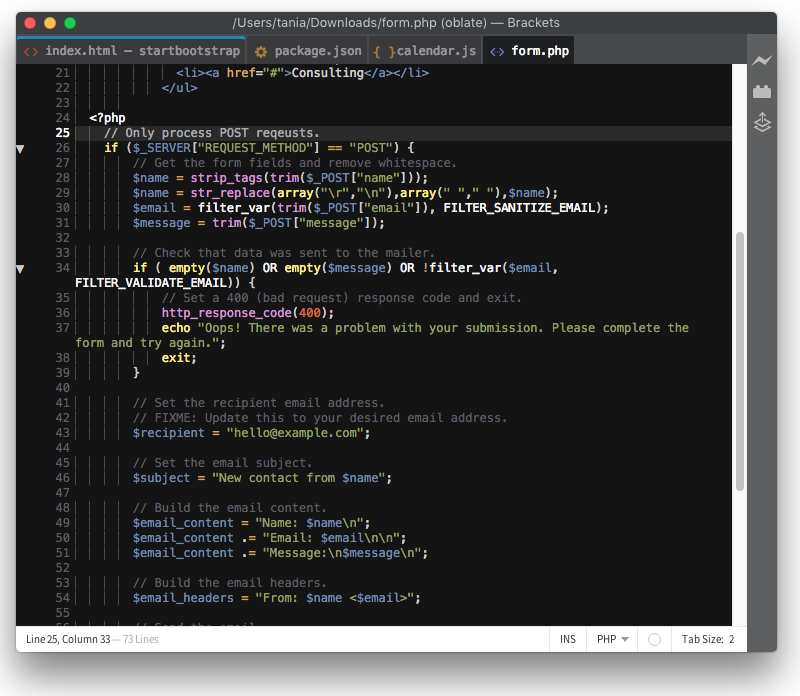 /Users/tania/Downloads/form.php (oblate) — Brackets
<> index.html — startbootstrap package.json { } calendar.js <> form.php
21 <li><a href="#">Consulting</a></li>
22 </ul>
23
24 <?php
25 // Only process POST reqeusts.
26 if ($_SERVER["REQUEST_METHOD"] == "POST") {
27 // Get the form fields and remove whitespace.
28 $name = strip_tags(trim($_POST["name"]));
29 $name = str_replace(array("\r","\n"),array(" "," "),$name);
30 $email = filter_var(trim($_POST["email"]), FILTER_SANITIZE_EMAIL);
31 $message = trim($_POST["message"]);
32
33 // Check that data was sent to the mailer.
34 if ( empty($name) OR empty($message) OR !filter_var($email,
FILTER_VALIDATE_EMAIL)) {
35 // Set a 400 (bad request) response code and exit.
36 http_response_code(400);
37 echo "Oops! There was a problem with your submission. Please complete the
form and try again.";
38 exit;
39 }
40
41 // Set the recipient email address.
42 // FIXME: Update this to your desired email address.
43 $recipient = "hello@example.com";
44
45 // Set the email subject.
46 $subject = "New contact from $name";
47
48 // Build the email content.
49 $email_content = "Name: $name\n";
50 $email_content .= "Email: $email\n\n";
51 $email_content .= "Message:\n$message\n";
52
53 // Build the email headers.
54 $email_headers = "From: $name <$email>";
55
Line 25, Column 33 — 73 Lines INS PHP Tab Size: 2